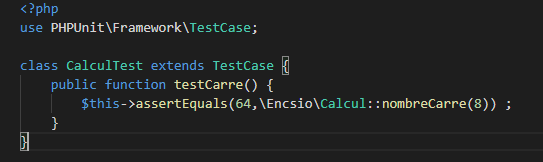 <?php
use PHPUnit\Framework\TestCase;
class CalculTest extends TestCase {
public function testCarre() {
$this->assertEquals(64,\Encsio\Calcul::nombreCarre(8)) ;
}
}